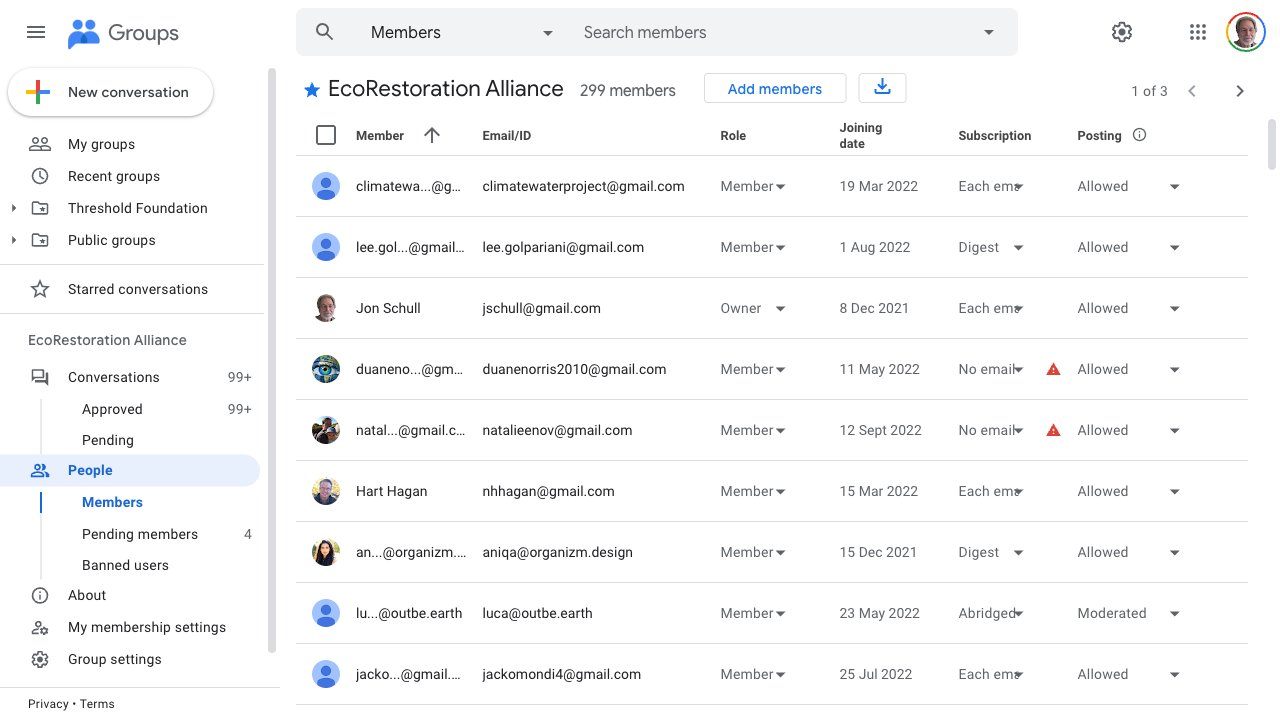 Groups
Members
Search members
New conversation
My groups
Recent groups
Threshold Foundation
Public groups
Starred conversations
EcoRestoration Alliance
Conversations 99+
Approved 99+
Pending
People
Members
Pending members 4
Banned users
About
My membership settings
Group settings
Privacy • Terms
EcoRestoration Alliance 299 members Add members 1 of 3
Member Email/ID Role Joining date Subscription Posting
climatewa...@g... climatewaterproject@gmail.com Member 19 Mar 2022 Each ema Allowed
lee.gol...@gmail... lee.golpariani@gmail.com Member 1 Aug 2022 Digest Allowed
Jon Schull jschull@gmail.com Owner 8 Dec 2021 Each ema Allowed
duaneno...@gm... duanenorris2010@gmail.com Member 11 May 2022 No email Allowed
natal...@gmail.c... natalieenov@gmail.com Member 12 Sept 2022 No email Allowed
Hart Hagan nhhagan@gmail.com Member 15 Mar 2022 Each ema Allowed
an...@organizm.... aniqa@organizm.design Member 15 Dec 2021 Digest Allowed
lu...@outbe.earth luca@outbe.earth Member 23 May 2022 Abridged Moderated
jacko...@gmail.... jackomondi4@gmail.com Member 25 Jul 2022 Each ema Allowed